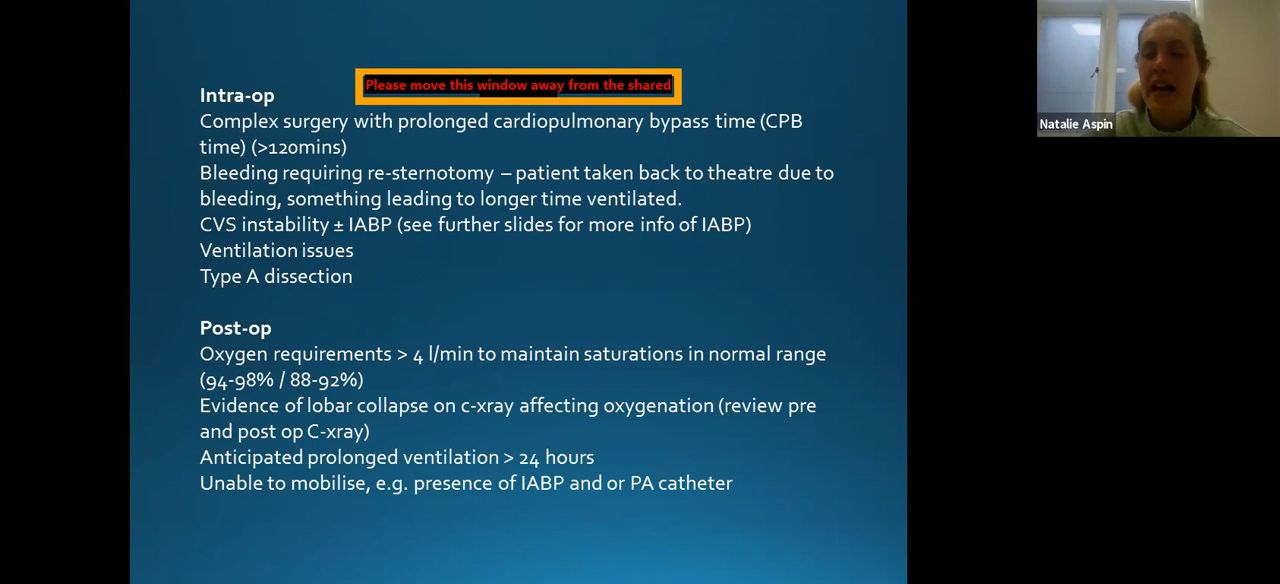 Please move this window away from the shared
Intra-op
Complex surgery with prolonged cardiopulmonary bypass time (CPB
time) (>120mins)
Bleeding requiring re-sternotomy – patient taken back to theatre due to
bleeding, something leading to longer time ventilated.
CVS instability ± IABP (see further slides for more info of IABP)
Ventilation issues
Type A dissection
Post-op
Oxygen requirements > 4 l/min to maintain saturations in normal range
(94-98% / 88-92%)
Evidence of lobar collapse on c-xray affecting oxygenation (review pre
and post op C-xray)
Anticipated prolonged ventilation > 24 hours
Unable to mobilise, e.g. presence of IABP and or PA catheter
Natalie Aspin